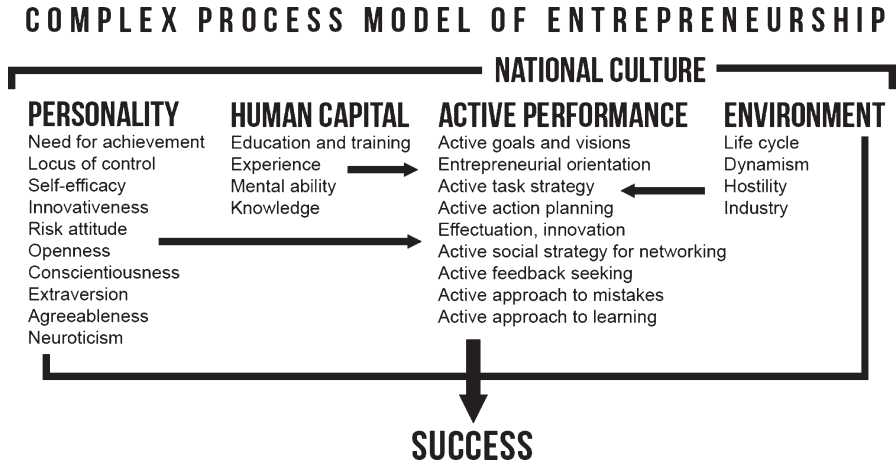 COMPLEX PROCESS MODEL OF ENTREPRENEURSHIP
NATIONAL CULTURE
PERSONALITY
Need for achievement
Locus of control
Self-efficacy
Innovativeness
Risk attitude
Openness
Conscientiousness
Extraversion
Agreeableness
Neuroticism
HUMAN CAPITAL
Education and training
Experience
Mental ability
Knowledge
ACTIVE PERFORMANCE
Active goals and visions
Entrepreneurial orientation
Active task strategy
Active action planning
Effectuation, innovation
Active social strategy for networking
Active feedback seeking
Active approach to mistakes
Active approach to learning
ENVIRONMENT
Life cycle
Dynamism
Hostility
Industry
SUCCESS